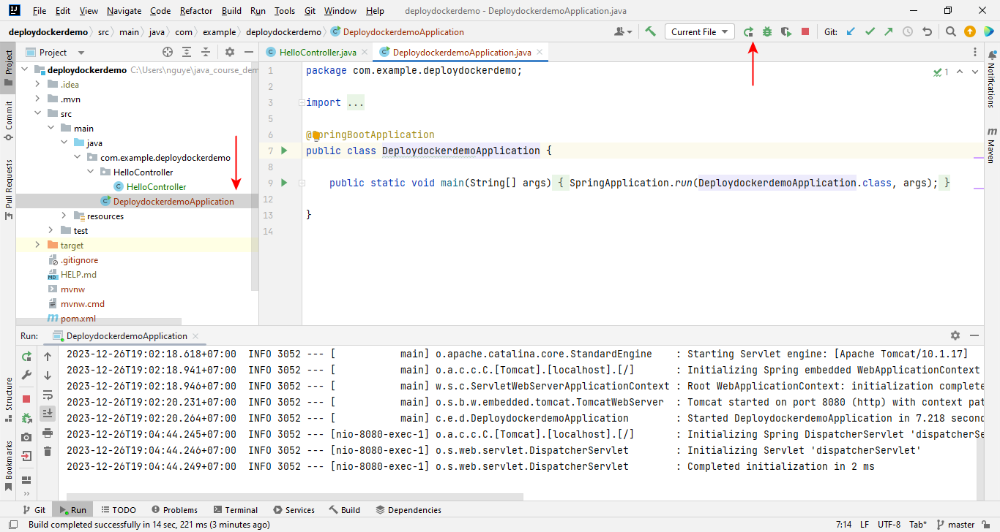 File Edit View Navigate Code Refactor Build Run Tools Git Window Help deploydockerdemo - DeploydockerdemoApplication.java
deploydockerdemo src main java com example deploydockerdemo DeploydockerdemoApplication Current File Git:
Project
HelloController.java DeploydockerdemoApplication.java
deploydockerdemo C:\Users\nguye\java_course_dem
.idea
.mvn
src
main
java
com.example.deploydockerdemo
HelloController
HelloController
DeploydockerdemoApplication
resources
test
target
.gitignore
HELP.md
mvnw
mvnw.cmd
pom.xml
1 package com.example.deploydockerdemo;
2
3 import ...
5
6 @SpringBootApplication
7 public class DeploydockerdemoApplication {
8
9 public static void main(String[] args) { SpringApplication.run(DeploydockerdemoApplication.class, args); }
12
13 }
14
1
Project
Commit
Pull Requests
Structure
Bookmarks
Notifications
Maven
Run: DeploydockerdemoApplication
2023-12-26T19:02:18.618+07:00 INFO 3052 --- [ main] o.apache.catalina.core.StandardEngine : Starting Servlet engine: [Apache Tomcat/10.1.17]
2023-12-26T19:02:18.941+07:00 INFO 3052 --- [ main] o.a.c.c.C.[Tomcat].[localhost].[/] : Initializing Spring embedded WebApplicationContext
2023-12-26T19:02:18.946+07:00 INFO 3052 --- [ main] w.s.c.ServletWebServerApplicationContext : Root WebApplicationContext: initialization complete
2023-12-26T19:02:20.231+07:00 INFO 3052 --- [ main] o.s.b.w.embedded.tomcat.TomcatWebServer : Tomcat started on port 8080 (http) with context pat
2023-12-26T19:02:20.264+07:00 INFO 3052 --- [ main] c.e.d.DeploydockerdemoApplication : Started DeploydockerdemoApplication in 7.218 second
2023-12-26T19:04:44.245+07:00 INFO 3052 --- [nio-8080-exec-1] o.a.c.c.C.[Tomcat].[localhost].[/] : Initializing Spring DispatcherServlet 'dispatcherSe
2023-12-26T19:04:44.246+07:00 INFO 3052 --- [nio-8080-exec-1] o.s.web.servlet.DispatcherServlet : Initializing Servlet 'dispatcherServlet'
2023-12-26T19:04:44.249+07:00 INFO 3052 --- [nio-8080-exec-1] o.s.web.servlet.DispatcherServlet : Completed initialization in 2 ms
Git Run TODO Problems Terminal Services Build Dependencies
Build completed successfully in 14 sec, 221 ms (3 minutes ago) 7:14 LF UTF-8 Tab* master